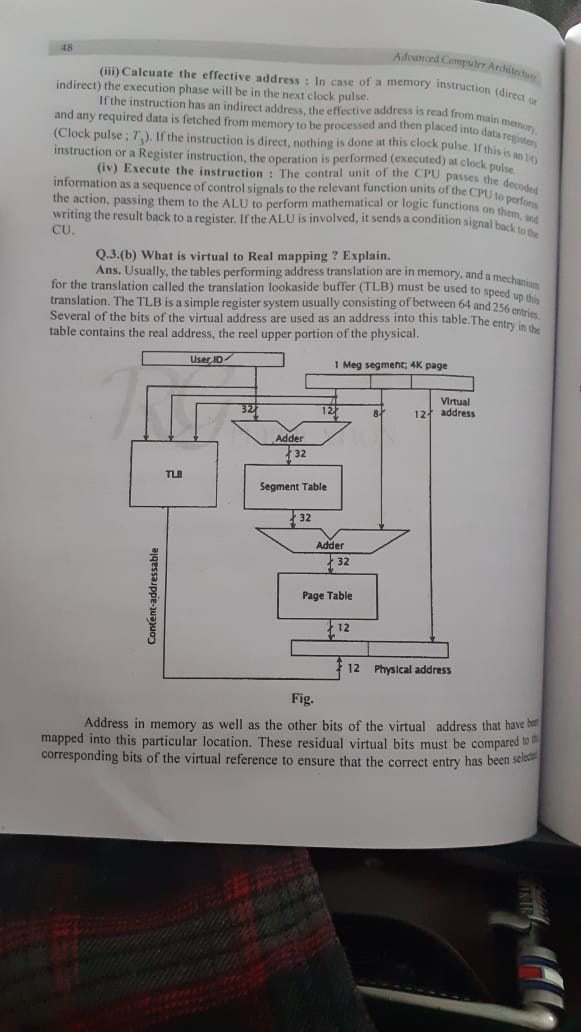 48
Advanced Computer Architecture
(iii) Calcuate the effective address : In case of a memory instruction (direct or
indirect) the execution phase will be in the next clock pulse.
If the instruction has an indirect address, the effective address is read from main memory,
and any required data is fetched from memory to be processed and then placed into data registers
(Clock pulse ; T3). If the instruction is direct, nothing is done at this clock pulse. If this is an I/O
instruction or a Register instruction, the operation is performed (executed) at clock pulse.
(iv) Execute the instruction : The contral unit of the CPU passes the decoded
information as a sequence of control signals to the relevant function units of the CPU to perform
the action, passing them to the ALU to perform mathematical or logic functions on them, and
writing the result back to a register. If the ALU is involved, it sends a condition signal back to the
CU.
Q.3.(b) What is virtual to Real mapping ? Explain.
Ans. Usually, the tables performing address translation are in memory, and a mechanism
for the translation called the translation lookaside buffer (TLB) must be used to speed up this
translation. The TLB is a simple register system usually consisting of between 64 and 256 entries.
Several of the bits of the virtual address are used as an address into this table.The entry in the
table contains the real address, the reel upper portion of the physical.
User ID
1 Meg segment; 4K page
Virtual
address
32
12
8
12
Adder
32
TLB
Segment Table
32
Adder
32
Content-addressable
Page Table
12
12 Physical address
Fig.
Address in memory as well as the other bits of the virtual address that have been
mapped into this particular location. These residual virtual bits must be compared to the
corresponding bits of the virtual reference to ensure that the correct entry has been selected